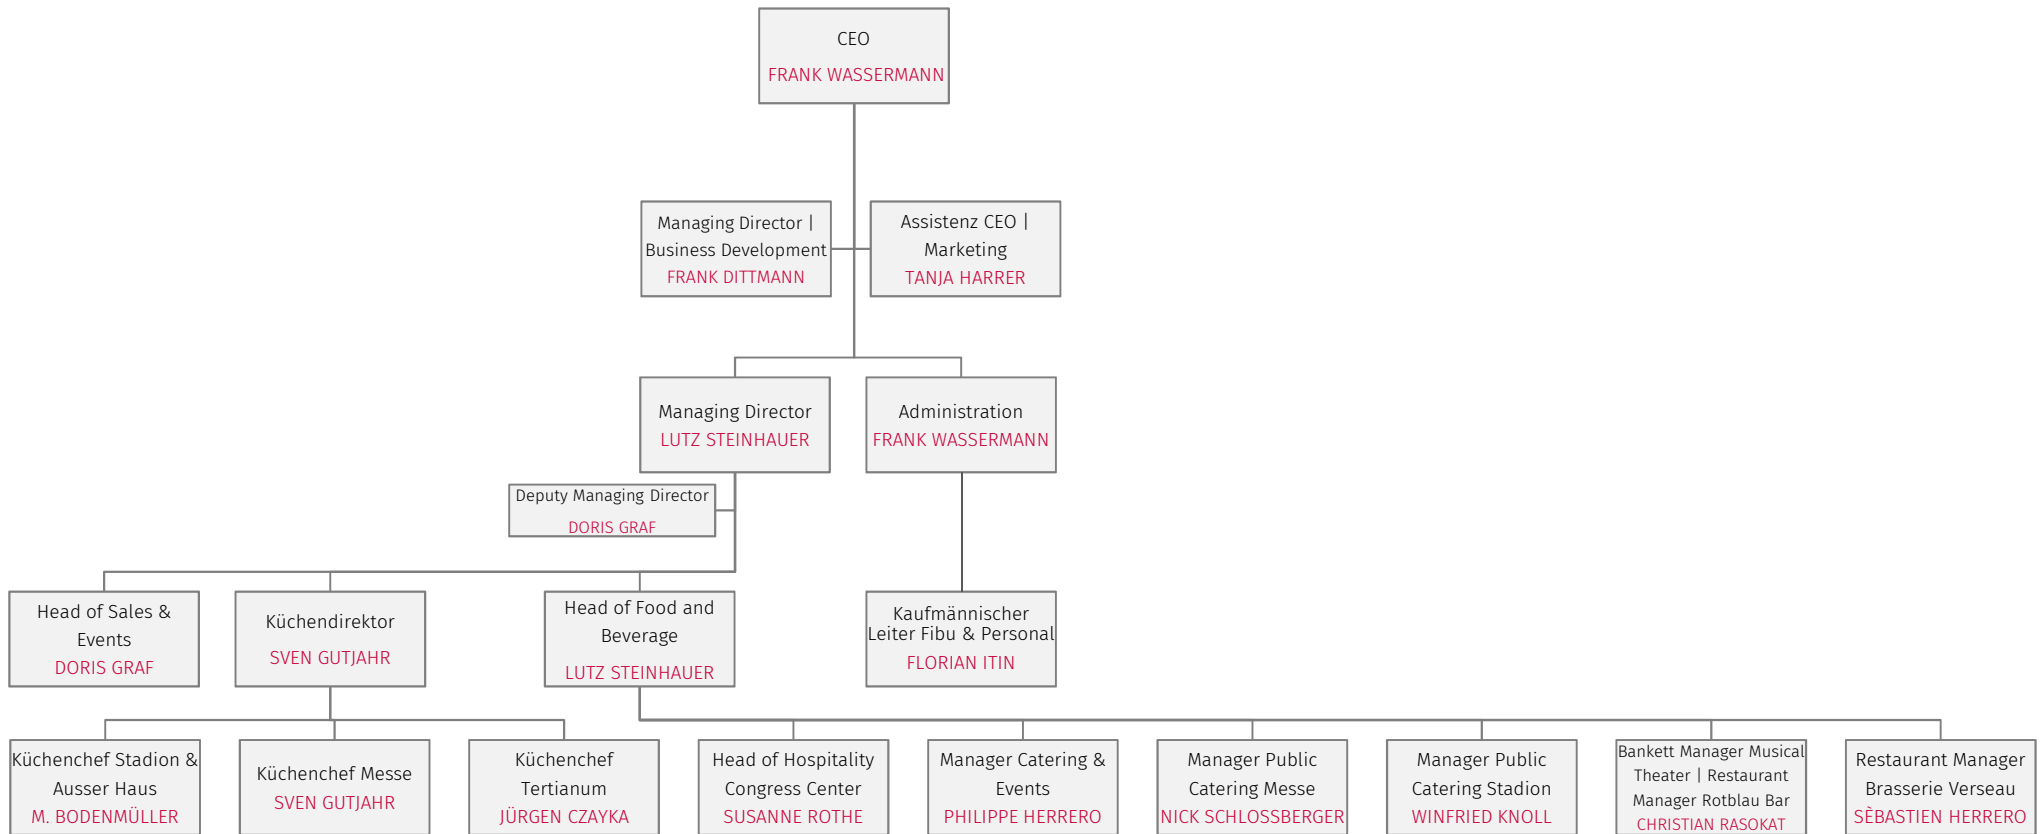 CEO
FRANK WASSERMANN
Managing Director |
Business Development
FRANK DITTMANN
Assistenz CEO |
Marketing
TANJA HARRER
Managing Director
LUTZ STEINHAUER
Administration
FRANK WASSERMANN
Deputy Managing Director
DORIS GRAF
Head of Sales &
Events
DORIS GRAF
Küchendirektor
SVEN GUTJAHR
Head of Food and
Beverage
LUTZ STEINHAUER
Kaufmännischer
Leiter Fibu & Personal
FLORIAN ITIN
Küchenchef Stadion &
Ausser Haus
M. BODENMÜLLER
Küchenchef Messe
SVEN GUTJAHR
Küchenchef
Tertianum
JÜRGEN CZAYKA
Head of Hospitality
Congress Center
SUSANNE ROTHE
Manager Catering &
Events
PHILIPPE HERRERO
Manager Public
Catering Messe
NICK SCHLOSSBERGER
Manager Public
Catering Stadion
WINFRIED KNOLL
Bankett Manager Musical
Theater | Restaurant
Manager Rotblau Bar
CHRISTIAN RASOKAT
Restaurant Manager
Brasserie Verseau
SÈBASTIEN HERRERO